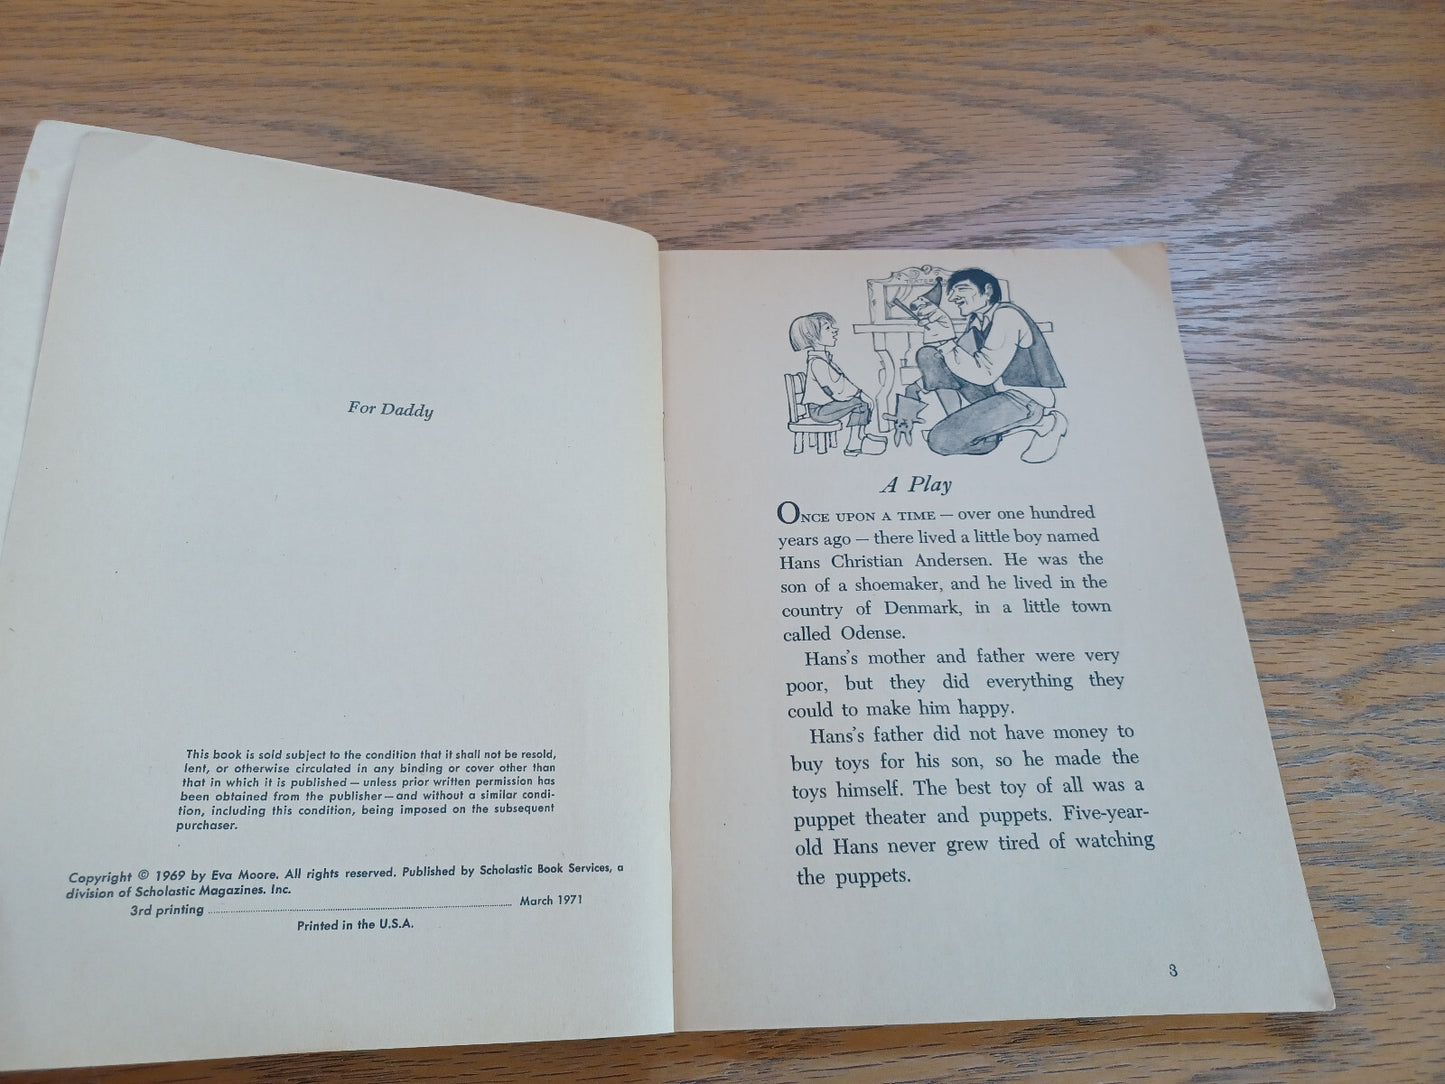 For Daddy
This book is sold subject to the condition that it shall not be resold,
lent, or otherwise circulated in any binding or cover other than
that in which it is published—unless prior written permission has
been obtained from the publisher—and without a similar condi-
tion, including this condition, being imposed on the subsequent
purchaser.
Copyright © 1969 by Eva Moore. All rights reserved. Published by Scholastic Book Services, a
division of Scholastic Magazines. Inc.
3rd printing ........................................ March 1971
Printed in the U.S.A.
A Play
ONCE UPON A TIME — over one hundred
years ago — there lived a little boy named
Hans Christian Andersen. He was the
son of a shoemaker, and he lived in the
country of Denmark, in a little town
called Odense.
Hans's mother and father were very
poor, but they did everything they
could to make him happy.
Hans's father did not have money to
buy toys for his son, so he made the
toys himself. The best toy of all was a
puppet theater and puppets. Five-year-
old Hans never grew tired of watching
the puppets.
3